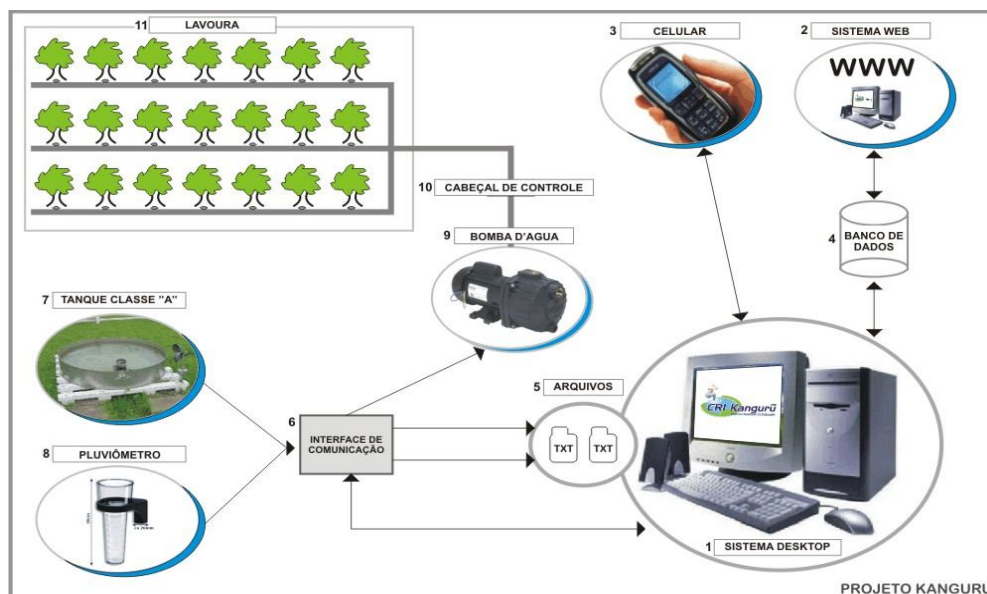 11 LAVOURA
3 CELULAR
2 SISTEMA WEB
WWW
10 CABEÇAL DE CONTROLE
4 BANCO DE
DADOS
9 BOMBA D'AGUA
7 TANQUE CLASSE "A"
5 ARQUIVOS
TXT TXT
CRI Kangurü
6 INTERFACE DE
COMUNICAÇÃO
8 PLUVIÔMETRO
1 SISTEMA DESKTOP
PROJETO KANGURU